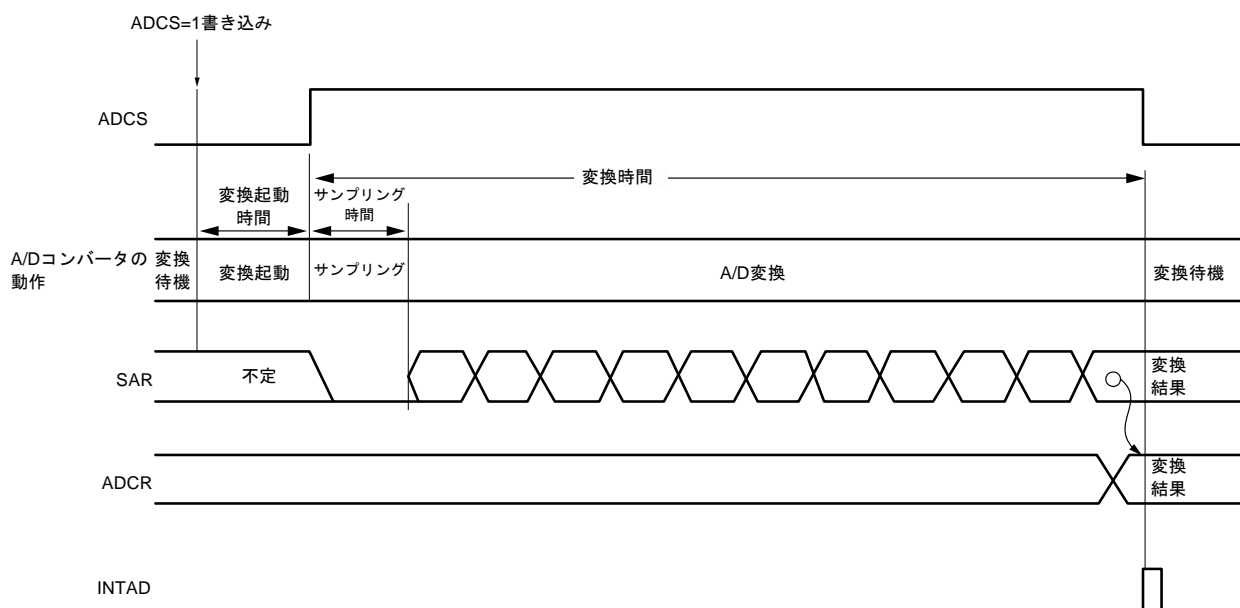 ADCS=1書き込み
ADCS
変換時間
変換起動
時間
サンプリング
時間
A/Dコンバータの
動作
変換
待機
変換起動
サンプリング
A/D変換
変換待機
SAR
不定
変換
結果
ADCR
変換
結果
INTAD